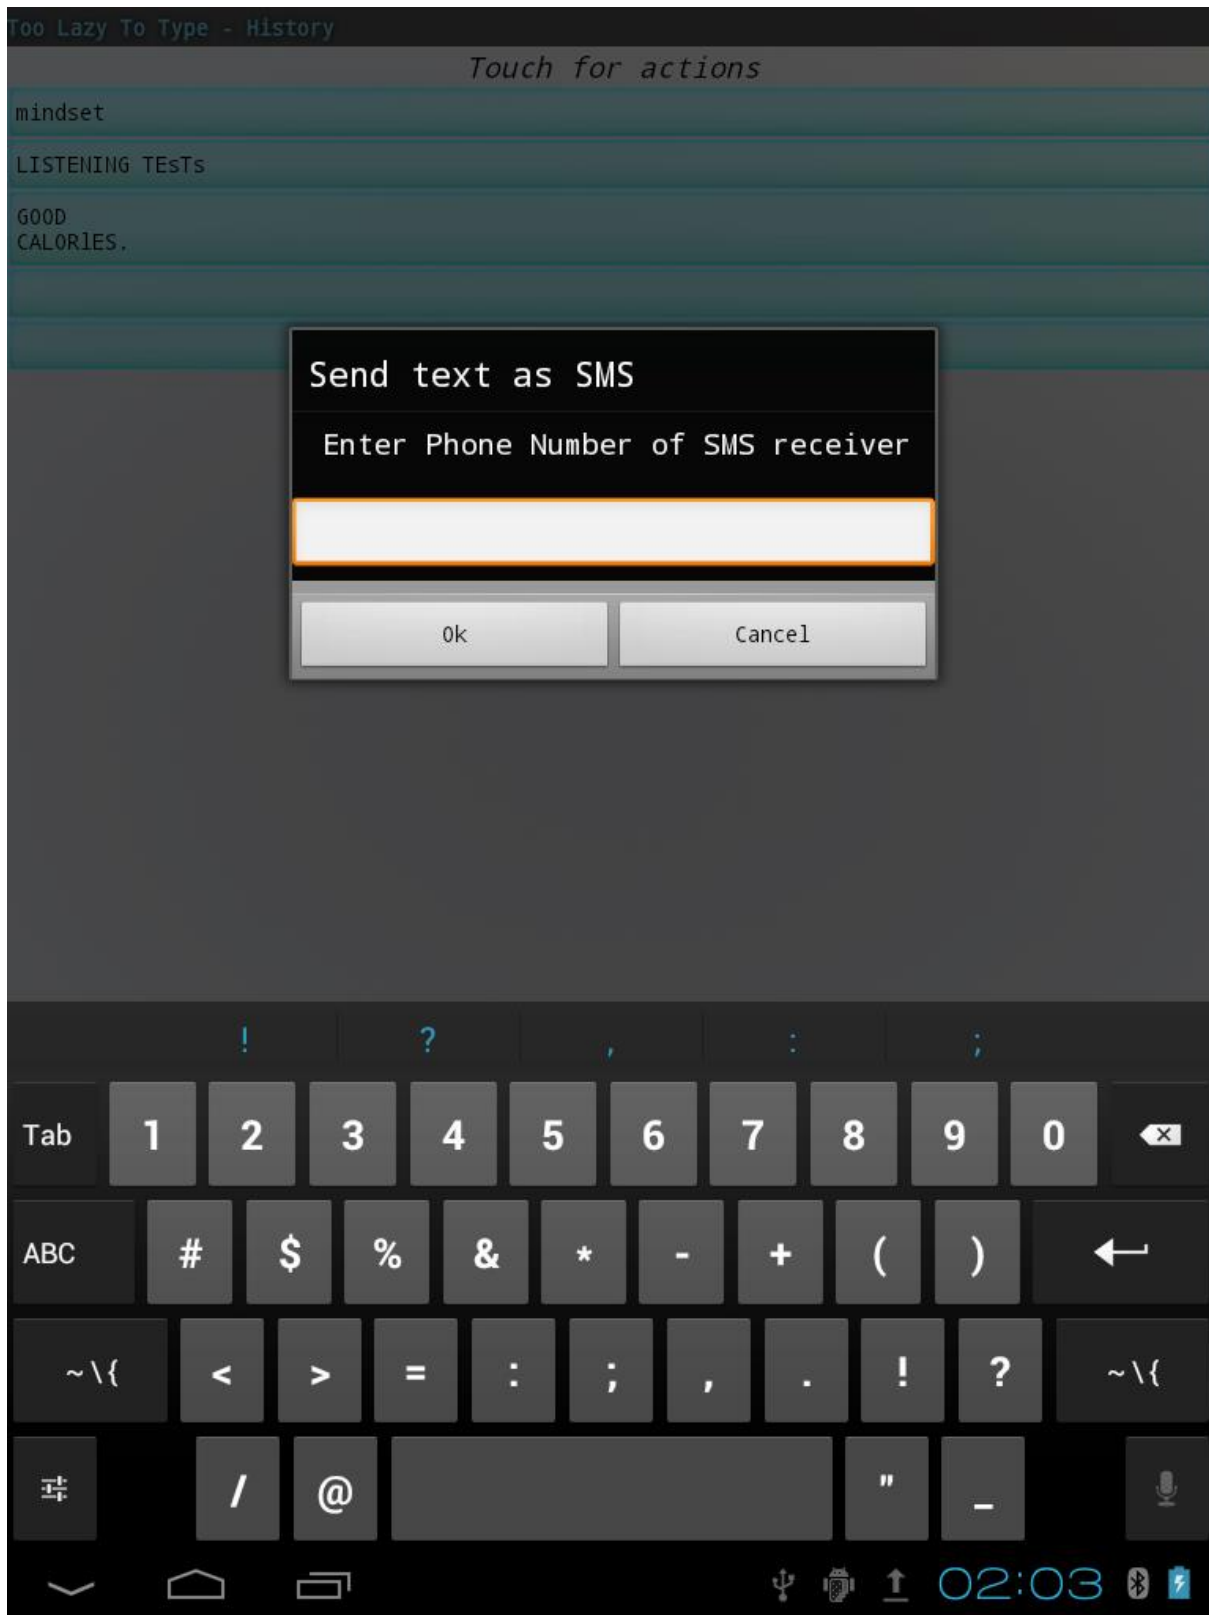 Too Lazy To Type - History
Touch for actions
mindset
LISTENING TEsTs
GOOD
CALORlES.
Send text as SMS
Enter Phone Number of SMS receiver
Ok Cancel
! ? , : ;
Tab 1 2 3 4 5 6 7 8 9 0
ABC # $ % & * - + ( )
~\{ < > = : ; , . ! ? ~\{
/ @ " _
02:03